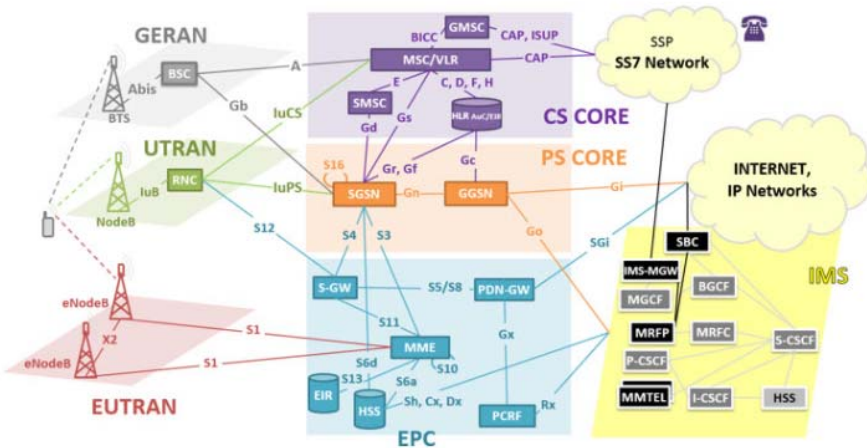 GERAN
GMSC
BICC
CAP, ISUP
SSP
SS7 Network
MSC/VLR
CAP
A
BSC
Abis
BTS
Gb
E
C, D, F, H
SMSC
HLR AuC/EIR
CS CORE
IuCS
Gd
Gs
UTRAN
PS CORE
INTERNET,
IP Networks
S16
Gr, Gf
Gc
RNC
IuB
NodeB
IuPS
SGSN
Gn
GGSN
Gi
S12
S4
S3
Go
SGi
SBC
IMS
IMS-MGW
BGCF
MGCF
eNodeB
S-GW
S5/S8
PDN-GW
S11
Gx
MRFP
MRFC
S-CSCF
X2
S1
MME
eNodeB
S1
S10
P-CSCF
S6d
S13
S6a
EIR
HSS
Sh, Cx, Dx
PCRF
Rx
MMTEL
I-CSCF
HSS
EUTRAN
EPC